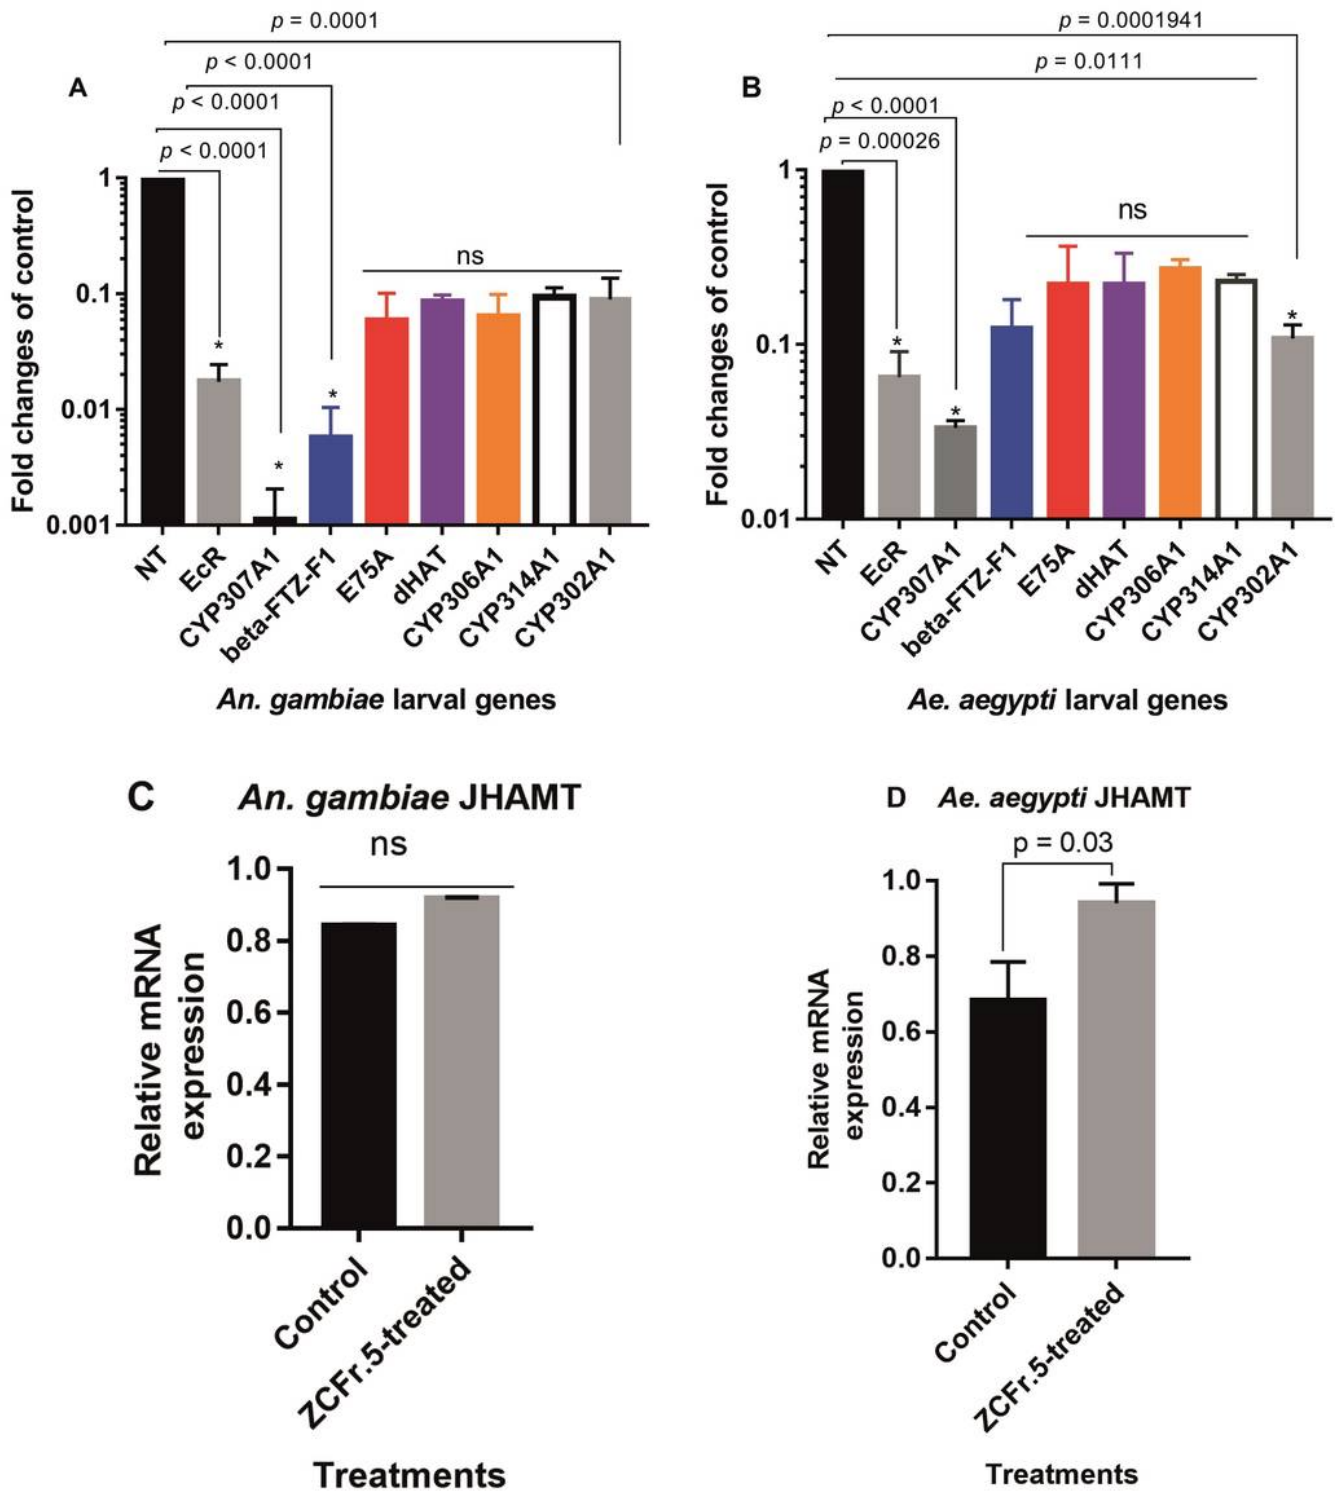 p = 0.0001
p < 0.0001
A
p < 0.0001
p < 0.0001
Fold changes of control
1
0.1
0.01
0.001
ns
*
*
*
NT
EcR
CYP307A1
beta-FTZ-F1
E75A
dHAT
CYP306A1
CYP314A1
CYP302A1
An. gambiae larval genes
p = 0.0001941
p = 0.0111
B
p < 0.0001
p = 0.00026
Fold changes of control
1
0.1
0.01
ns
*
*
*
NT
EcR
CYP307A1
beta-FTZ-F1
E75A
dHAT
CYP306A1
CYP314A1
CYP302A1
Ae. aegypti larval genes
C An. gambiae JHAMT
ns
Relative mRNA
expression
1.0
0.8
0.6
0.4
0.2
0.0
Control
ZCFr.5-treated
Treatments
D Ae. aegypti JHAMT
p = 0.03
Relative mRNA
expression
1.0
0.8
0.6
0.4
0.2
0.0
Control
ZCFr.5-treated
Treatments